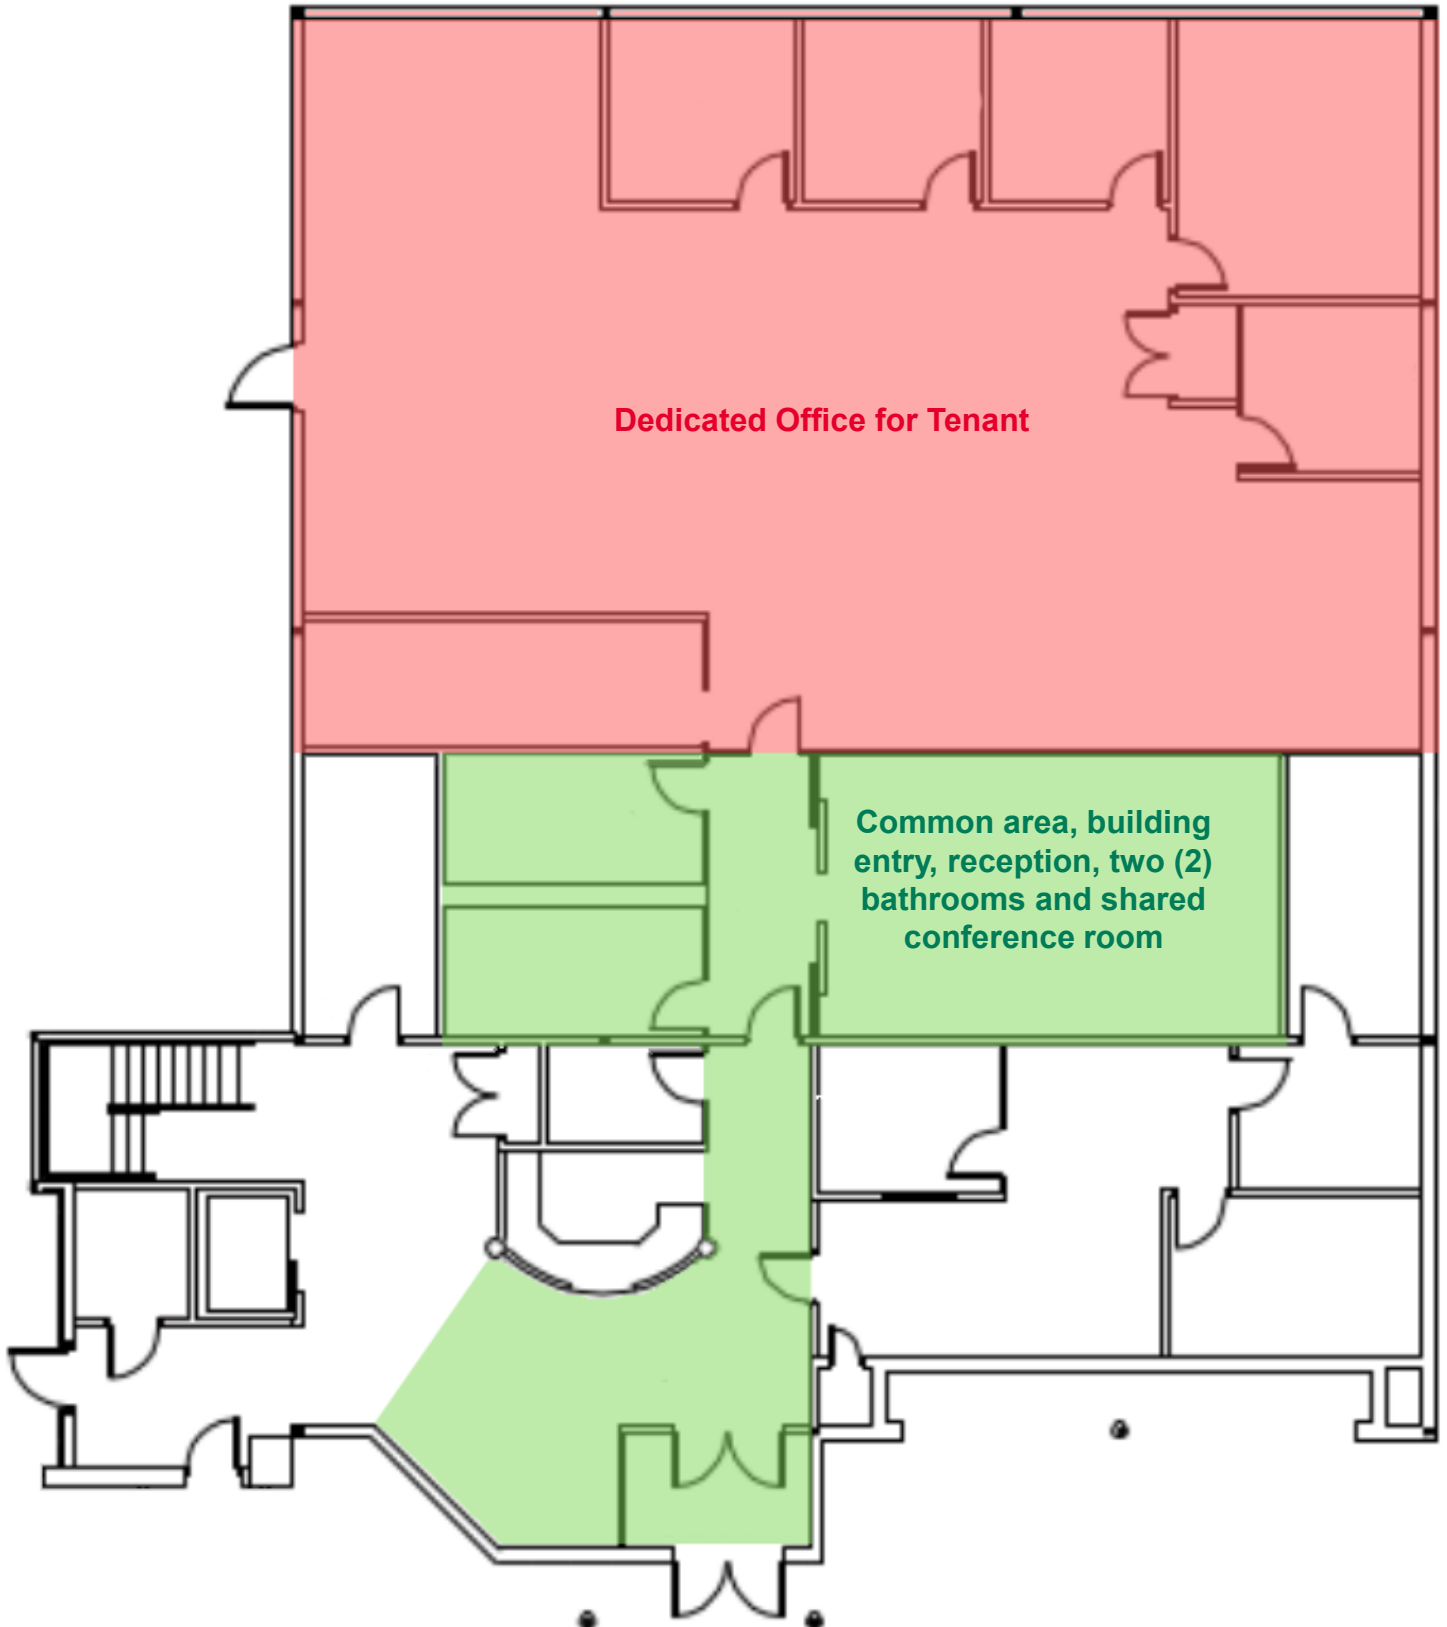 Dedicated Office for Tenant
Common area, building
entry, reception, two (2)
bathrooms and shared
conference room